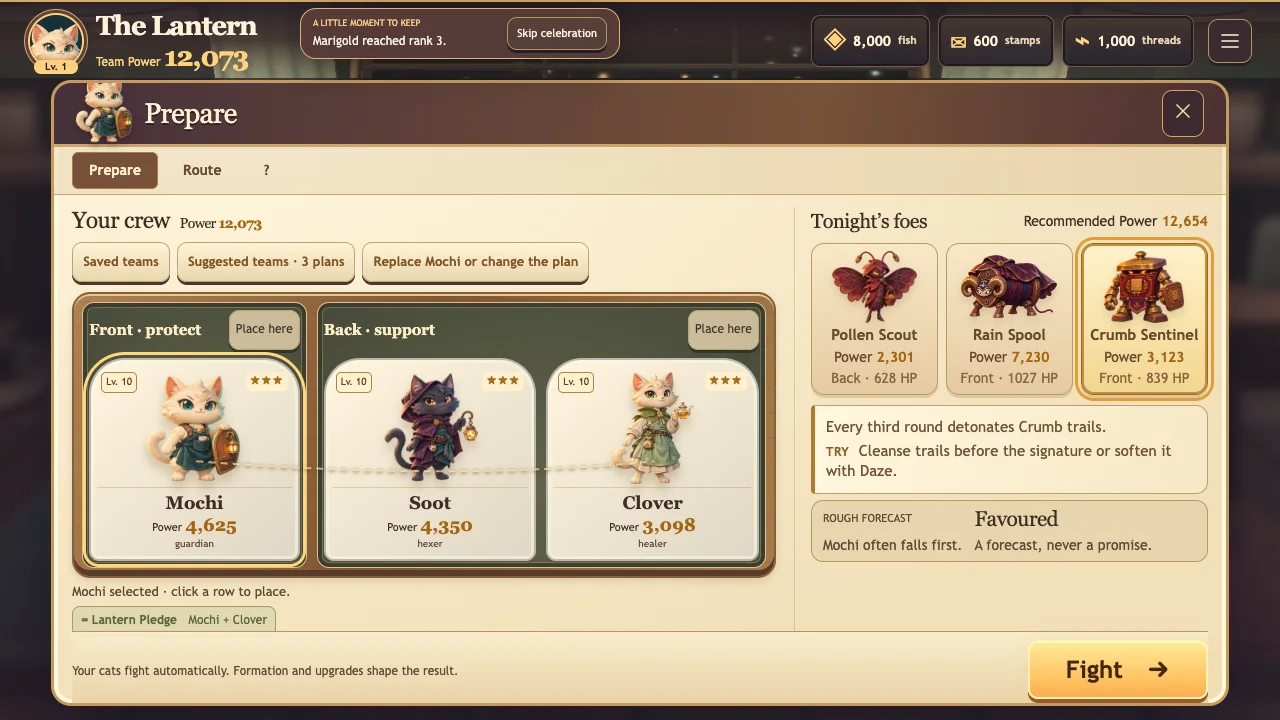 The Lantern
Team Power 12,073
Lv. 1
A LITTLE MOMENT TO KEEP
Marigold reached rank 3.
Skip celebration
8,000 fish
600 stamps
1,000 threads
Prepare
Prepare
Route
?
Your crew Power 12,073
Saved teams
Suggested teams · 3 plans
Replace Mochi or change the plan
Front · protect
Place here
Back · support
Place here
Lv. 10
Mochi
Power 4,625
guardian
Lv. 10
Soot
Power 4,350
hexer
Lv. 10
Clover
Power 3,098
healer
Mochi selected · click a row to place.
∞ Lantern Pledge Mochi + Clover
Tonight's foes
Recommended Power 12,654
Pollen Scout
Power 2,301
Back · 628 HP
Rain Spool
Power 7,230
Front · 1027 HP
Crumb Sentinel
Power 3,123
Front · 839 HP
Every third round detonates Crumb trails.
TRY Cleanse trails before the signature or soften it
with Daze.
ROUGH FORECAST
Favoured
Mochi often falls first.
A forecast, never a promise.
Your cats fight automatically. Formation and upgrades shape the result.
Fight →